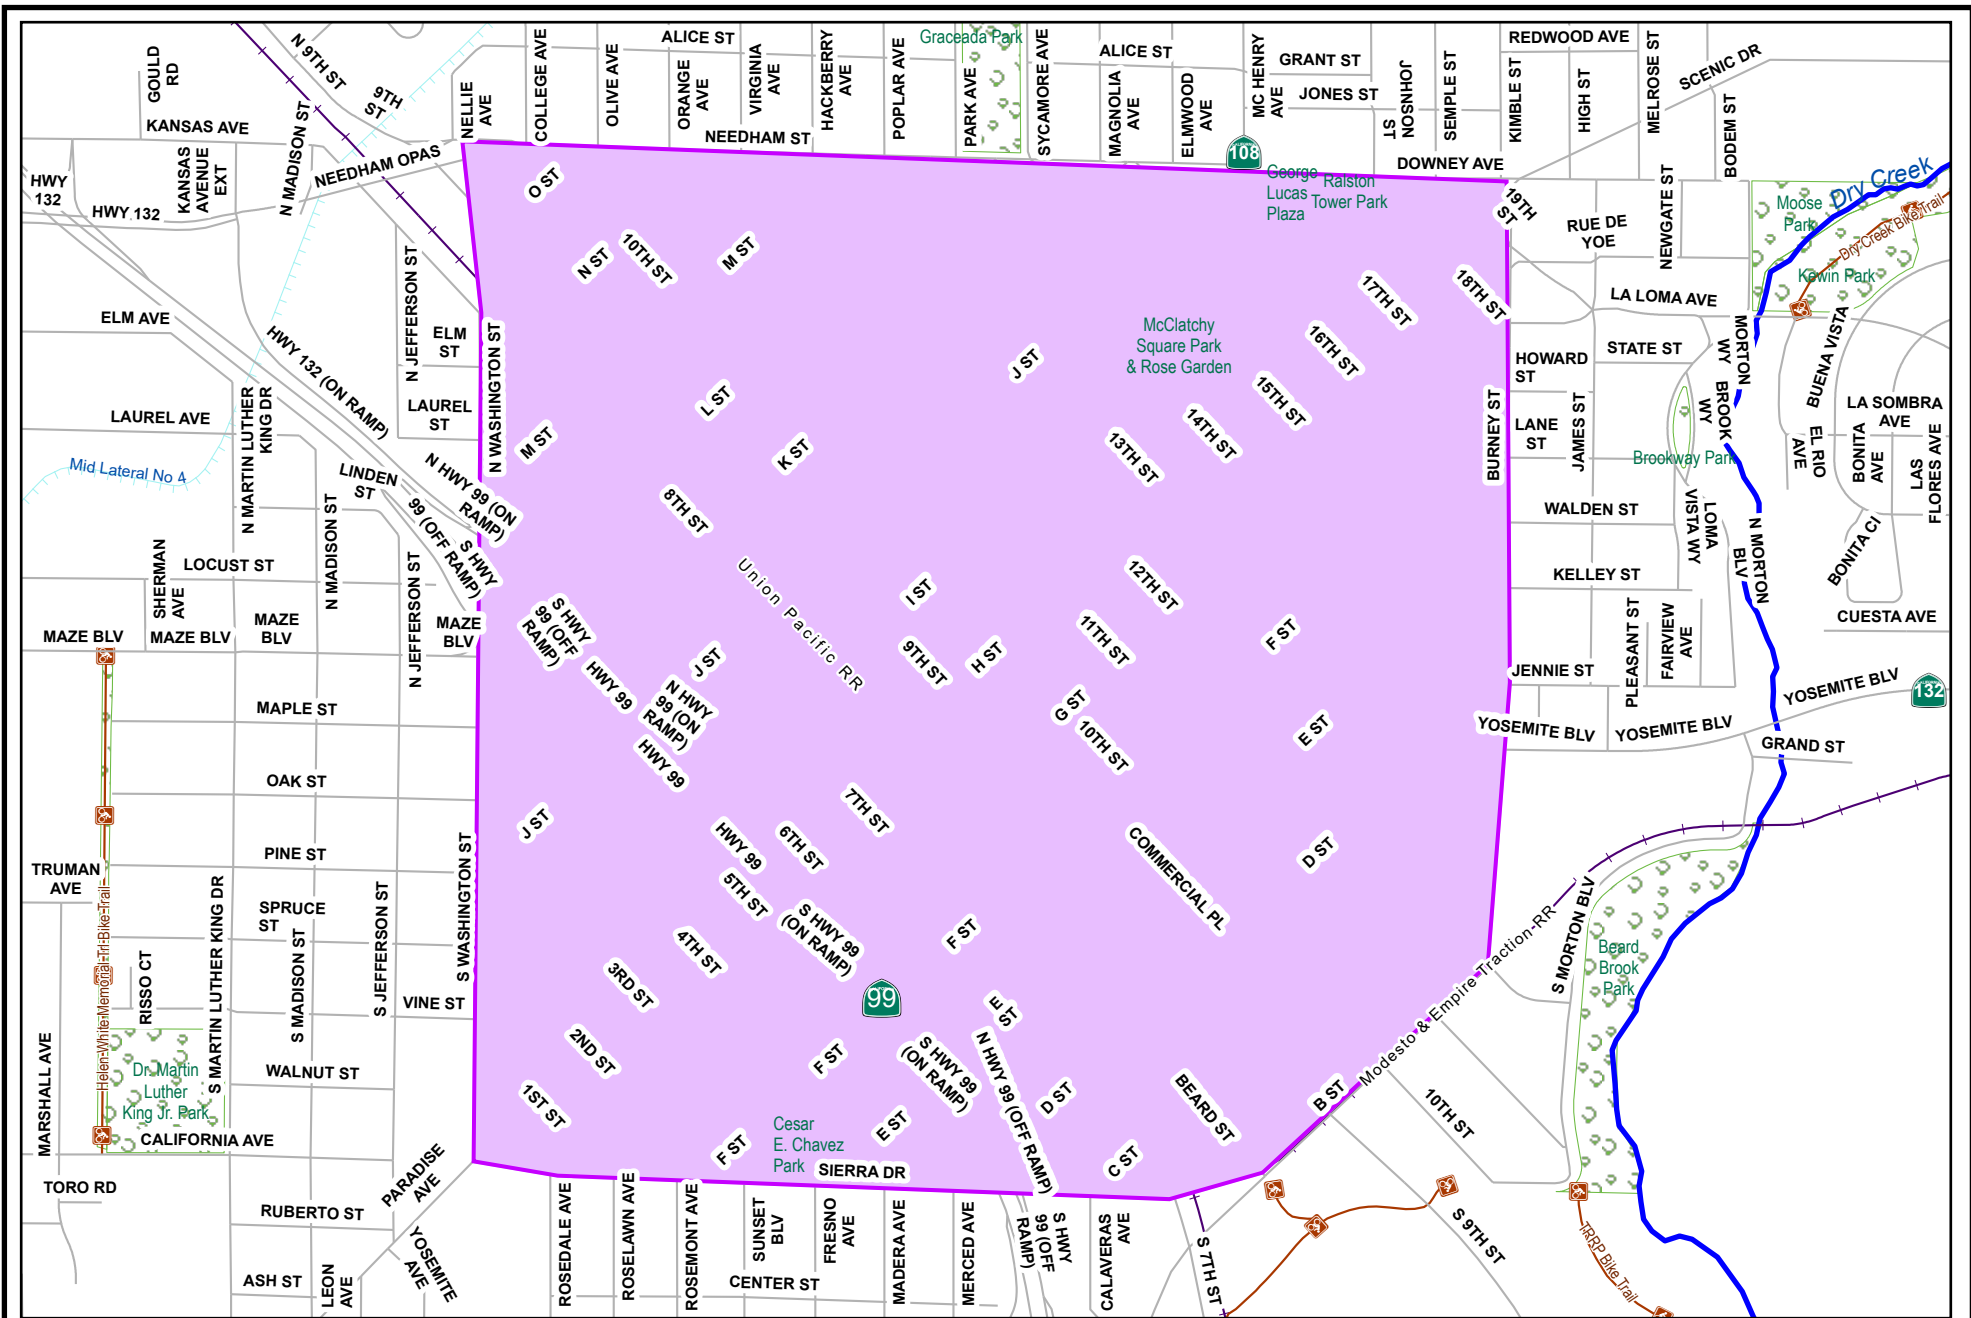 GOULD
RD
N 9TH ST
9TH
ST
NELLIE
AVE
COLLEGE AVE
OLIVE AVE
ALICE ST
ORANGE
AVE
VIRGINIA
AVE
HACKBERRY
AVE
POPLAR AVE
Graceada Park
PARK AVE
SYCAMORE AVE
ALICE ST
MAGNOLIA
AVE
ELMWOOD
AVE
MC HENRY
AVE
GRANT ST
JONES ST
JOHNSON
ST
SEMPLE ST
REDWOOD AVE
KIMBLE ST
HIGH ST
MELROSE ST
SCENIC DR
BODEM ST
KANSAS AVE
N MADISON ST
NEEDHAM ST
108
DOWNEY AVE
HWY
132
HWY 132
KANSAS
AVENUE
EXT
NEEDHAM OPAS
O ST
George
Lucas
Plaza
Ralston
Tower Park
19TH
ST
RUE DE
YOE
NEWGATE ST
Moose
Park
Dry Creek
Dry Creek Bike Trail
Kewin Park
N ST
10TH ST
M ST
17TH ST
18TH ST
LA LOMA AVE
ELM AVE
N JEFFERSON ST
ELM
ST
N WASHINGTON ST
HWY 132 (ON RAMP)
McClatchy
Square Park
& Rose Garden
J ST
16TH ST
15TH ST
HOWARD
ST
STATE ST
MORTON
WY
BUENA VISTA
LAUREL AVE
N MARTIN LUTHER
KING DR
LAUREL
ST
L ST
M ST
K ST
14TH ST
13TH ST
BURNEY ST
LANE
ST
JAMES ST
BROOK
WY
Brookway Park
LA SOMBRA
AVE
EL RIO
AVE
BONITA
AVE
LAS
FLORES AVE
Mid Lateral No 4
LINDEN
ST
N HWY 99 (ON
RAMP)
S HWY
99 (OFF RAMP)
8TH ST
WALDEN ST
LOMA
VISTA WY
N MORTON
BLV
BONITA CI
LOCUST ST
SHERMAN
AVE
N MADISON ST
N JEFFERSON ST
Union Pacific RR
I ST
12TH ST
KELLEY ST
CUESTA AVE
MAZE BLV
MAZE BLV
MAZE
BLV
MAZE
BLV
S HWY
99 (OFF
RAMP)
HWY 99
J ST
9TH ST
H ST
11TH ST
F ST
PLEASANT ST
FAIRVIEW
AVE
JENNIE ST
YOSEMITE BLV
132
MAPLE ST
N HWY
99 (ON
RAMP)
HWY 99
G ST
10TH ST
E ST
YOSEMITE BLV
YOSEMITE BLV
GRAND ST
OAK ST
J ST
7TH ST
PINE ST
S WASHINGTON ST
HWY 99
6TH ST
COMMERCIAL PL
D ST
TRUMAN
AVE
Helen White Memorial Tri Bike Trail
SPRUCE
ST
S MARTIN LUTHER KING DR
S MADISON ST
S JEFFERSON ST
5TH ST
S HWY 99
(ON RAMP)
4TH ST
F ST
Modesto & Empire Traction RR
S MORTON BLV
Beard
Brook
Park
RISSO CT
VINE ST
3RD ST
99
E ST
MARSHALL AVE
Dr. Martin
Luther
King Jr. Park
WALNUT ST
2ND ST
1ST ST
F ST
S HWY 99
(ON RAMP)
N HWY 99 (OFF RAMP)
D ST
BEARD ST
B ST
10TH ST
CALIFORNIA AVE
PARADISE
AVE
F ST
Cesar
E. Chavez
Park
E ST
SIERRA DR
C ST
TORO RD
RUBERTO ST
YOSEMITE
AVE
ROSEDALE AVE
ROSELAWN AVE
ROSEMONT AVE
SUNSET
BLV
FRESNO
AVE
MADERA AVE
MERCED AVE
S HWY
99 (OFF
RAMP)
CALAVERAS
AVE
S 7TH ST
S 9TH ST
TRRP Bike Trail
ASH ST
LEON
AVE
CENTER ST